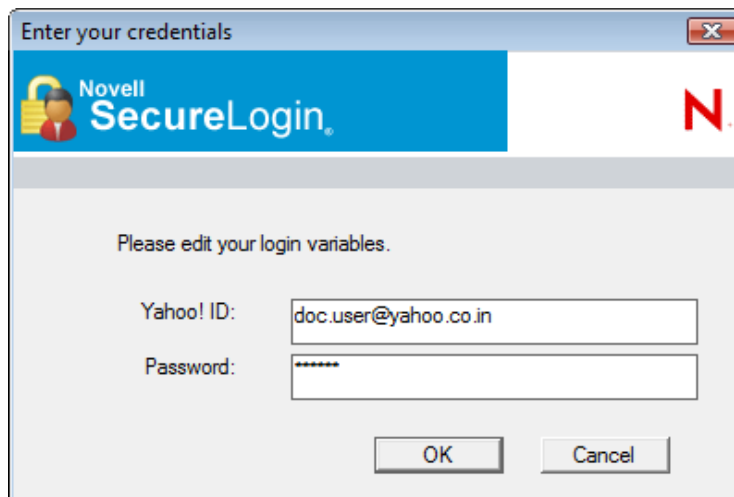 Enter your credentials
Novell
SecureLogin®
N
Please edit your login variables.
Yahoo! ID:
doc.user@yahoo.co.in
Password:
******
OK
Cancel